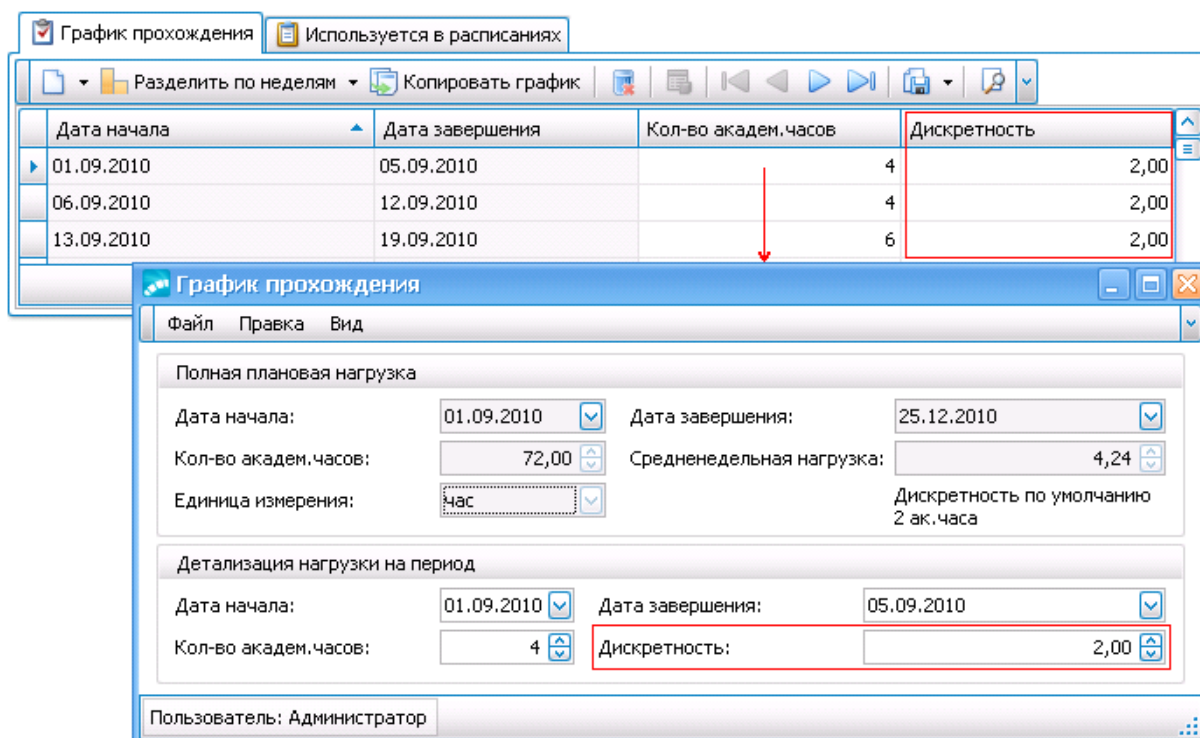 График прохождения Используется в расписаниях
Разделить по неделям Копировать график
Дата начала Дата завершения Кол-во академ.часов Дискретность
01.09.2010 05.09.2010 4 2,00
06.09.2010 12.09.2010 4 2,00
13.09.2010 19.09.2010 6 2,00
График прохождения
Файл Правка Вид
Полная плановая нагрузка
Дата начала: 01.09.2010 Дата завершения: 25.12.2010
Кол-во академ.часов: 72,00 Средненедельная нагрузка: 4,24
Единица измерения: час Дискретность по умолчанию
2 ак.часа
Детализация нагрузки на период
Дата начала: 01.09.2010 Дата завершения: 05.09.2010
Кол-во академ.часов: 4 Дискретность: 2,00
Пользователь: Администратор